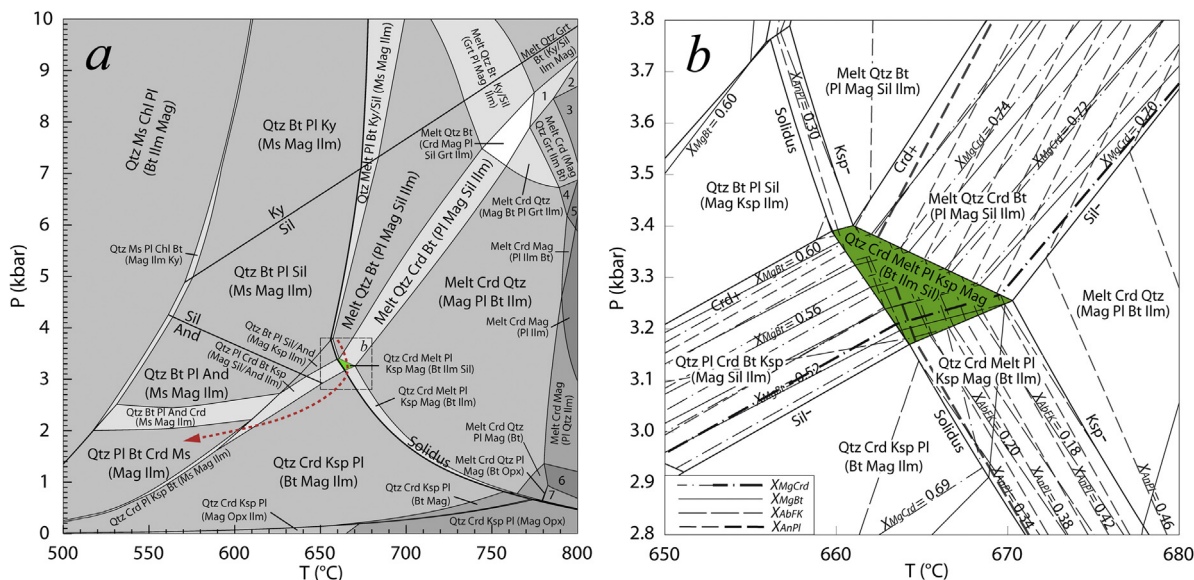 a
10
9
8
7
6
5
4
3
2
1
0
P (kbar)
500
550
600
650
700
750
800
T (°C)
Qtz Ms Chl Pl
(Bt Ilm Mag)
Qtz Bt Pl Ky
(Ms Mag Ilm)
Qtz Melt Pl Bt Ky/Sil (Ms Mag Ilm)
Melt Qtz Bt Ky/Sil
(Grt Pl Mag
Ilm)
Melt Qtz Grt
Bt (Ky/Sil
Ilm Mag)
1
2
3
Melt Qtz Bt
(Crd Mag Pl
Sil Grt Ilm)
Melt Crd (Mag
Qtz Grt Ilm Bt)
Melt Crd Qtz
(Mag Bt Pl Grt Ilm)
4
5
Ky
Sil
Qtz Ms Pl Chl Bt
(Mag Ilm Ky)
Qtz Bt Pl Sil
(Ms Mag Ilm)
Melt Qtz Bt (Pl Mag Sil Ilm)
Melt Qtz Crd Bt (Pl Mag Sil Ilm)
Melt Crd Mag
(Pl Ilm Bt)
Melt Crd Qtz
(Mag Pl Bt Ilm)
Melt Crd Mag
(Pl Ilm)
Sil
And
Qtz Bt Pl Sil/And
(Mag Ksp Ilm)
b
Qtz Pl Crd Bt Ksp
(Mag Sil/And Ilm)
Qtz Bt Pl And
(Ms Mag Ilm)
Qtz Crd Melt Pl
Ksp Mag (Bt Ilm Sil)
Qtz Crd Melt Pl
Ksp Mag (Bt Ilm)
Qtz Bt Pl And Crd
(Ms Mag Ilm)
Melt Crd Mag
(Pl Qtz Ilm)
Qtz Pl Bt Crd Ms
(Mag Ilm)
Solidus
Melt Crd Qtz
Pl Mag (Bt)
Qtz Crd Pl Ksp Bt (Ms Mag Ilm)
Qtz Crd Ksp Pl
(Bt Ilm Mag)
Melt Crd Qtz Pl
Mag (Bt Opx)
Qtz Crd Ksp Pl
(Bt Mag)
6
7
Qtz Crd Ksp Pl
(Mag Opx Ilm)
Qtz Crd Ksp Pl (Mag Opx)
b
3.8
3.7
3.6
3.5
3.4
3.3
3.2
3.1
3.0
2.9
2.8
P (kbar)
650
660
670
680
T (°C)
XMgBt = 0.60
XAnPl = 0.30
Solidus
Ksp-
Melt Qtz Bt
(Pl Mag Sil Ilm)
Crd+
XMgCrd = 0.74
XMgCrd = 0.72
XMgCrd = 0.70
Qtz Bt Pl Sil
(Mag Ksp Ilm)
Melt Qtz Crd Bt
(Pl Mag Sil Ilm)
Sil-
Crd+
XMgBt = 0.60
Qtz Crd Melt Pl Ksp Mag
(Bt Ilm Sil)
XMgBt = 0.56
Melt Crd Qtz
(Mag Pl Bt Ilm)
Qtz Pl Crd Bt Ksp
(Mag Sil Ilm)
XMgBt = 0.52
Sil-
Qtz Crd Melt Pl
Ksp Mag (Bt Ilm)
Solidus
Ksp-
XAbFK = 0.20
XAbFK = 0.18
Qtz Crd Ksp Pl
(Bt Ilm Mag)
XMgCrd = 0.69
XAnPl = 0.34
XAnPl = 0.38
XAnPl = 0.42
XAnPl = 0.46
XMgCrd
XMgBt
XAbFK
XAnPl